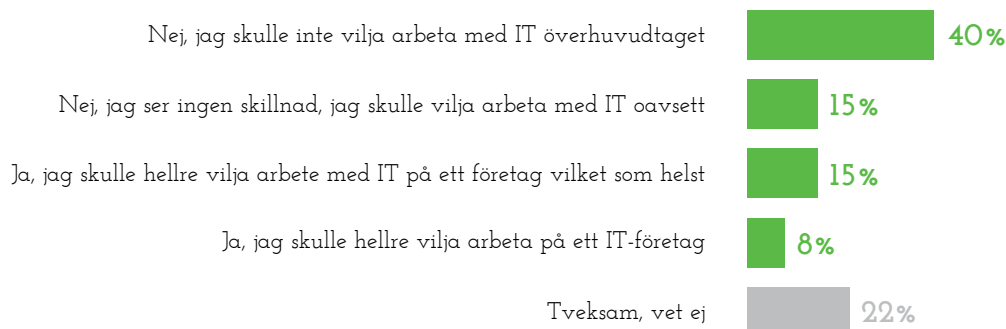 Nej, jag skulle inte vilja arbeta med IT överhuvudtaget 40%
Nej, jag ser ingen skillnad, jag skulle vilja arbeta med IT oavsett 15%
Ja, jag skulle hellre vilja arbete med IT på ett företag vilket som helst 15%
Ja, jag skulle hellre vilja arbeta på ett IT-företag 8%
Tveksam, vet ej 22%